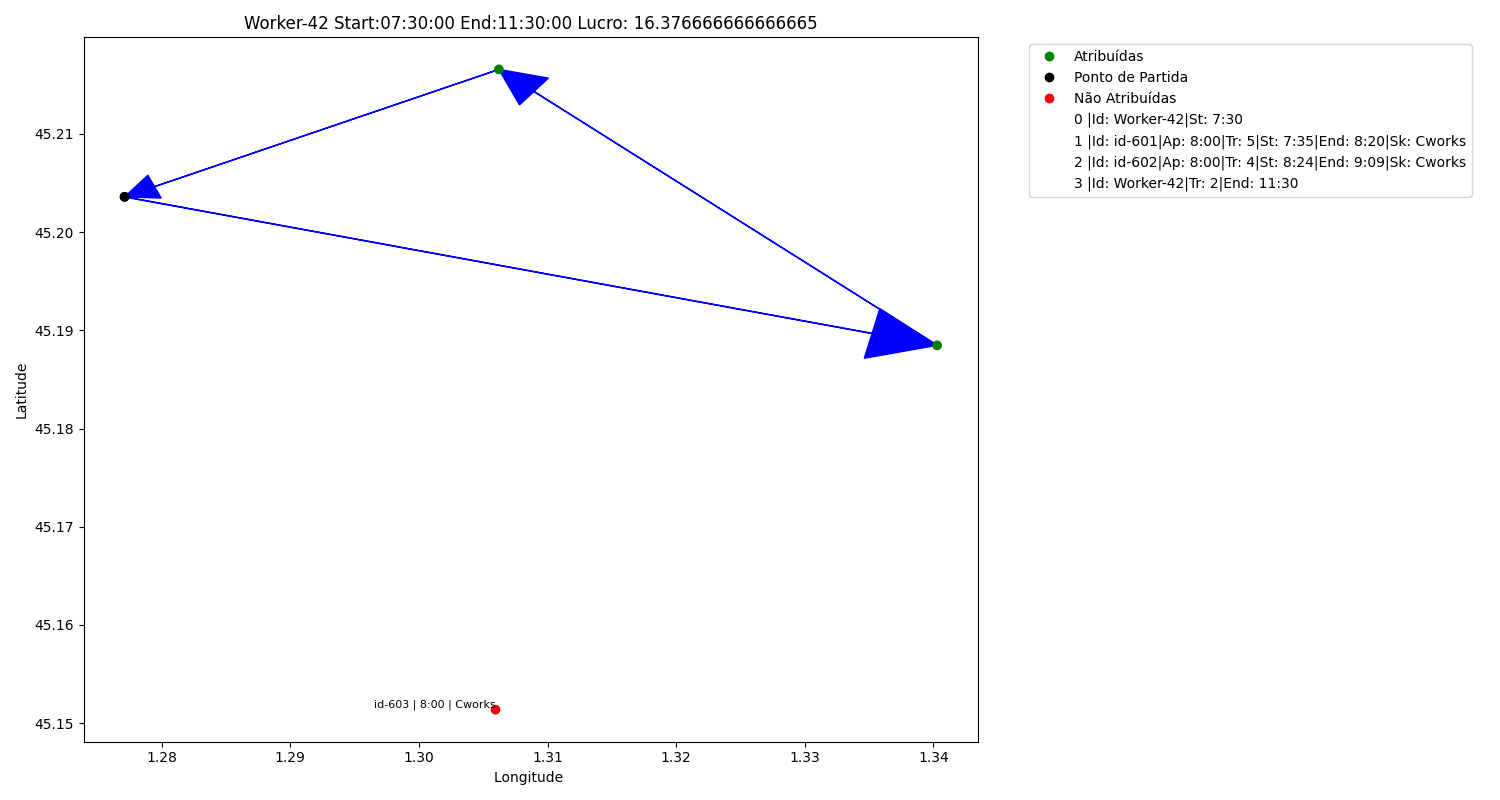 Worker-42 Start:07:30:00 End:11:30:00 Lucro: 16.376666666666665
Atribuídas
Ponto de Partida
Não Atribuídas
0 |Id: Worker-42|St: 7:30
1 |Id: id-601|Ap: 8:00|Tr: 5|St: 7:35|End: 8:20|Sk: Cworks
2 |Id: id-602|Ap: 8:00|Tr: 4|St: 8:24|End: 9:09|Sk: Cworks
3 |Id: Worker-42|Tr: 2|End: 11:30
45.21
45.20
45.19
45.18
45.17
45.16
45.15
Latitude
id-603 | 8:00 | Cworks
1.28
1.29
1.30
1.31
1.32
1.33
1.34
Longitude